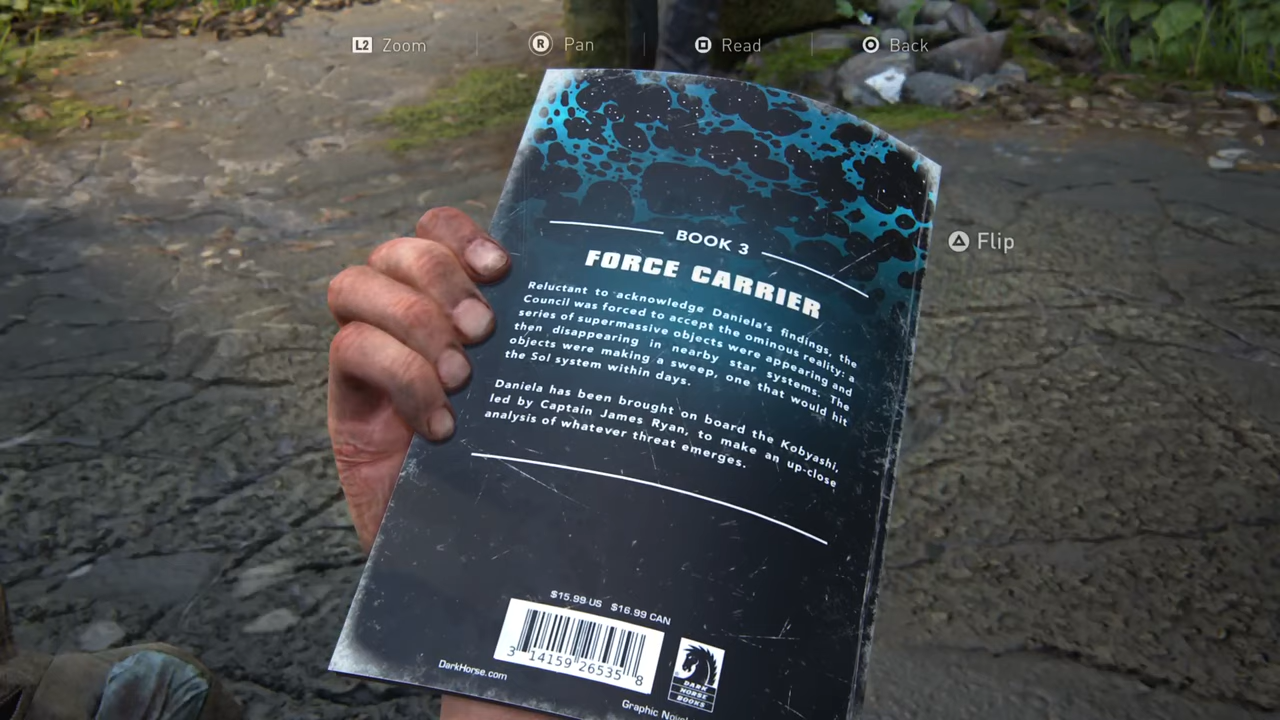 L2 Zoom
R Pan
Read
Back
Flip
BOOK 3
FORCE CARRIER
Reluctant to acknowledge Daniela's findings, the
Council was forced to accept the ominous reality: a
series of supermassive objects were appearing and
then disappearing in nearby star systems. The
objects were making a sweep, one that would hit
the Sol system within days.
Daniela has been brought on board the Kobyashi,
led by Captain James Ryan, to make an up-close
analysis of whatever threat emerges.
$15.99 US $16.99 CAN
3 14159 26535 8
DarkHorse.com
DARK
HORSE
BOOKS
Graphic Novel